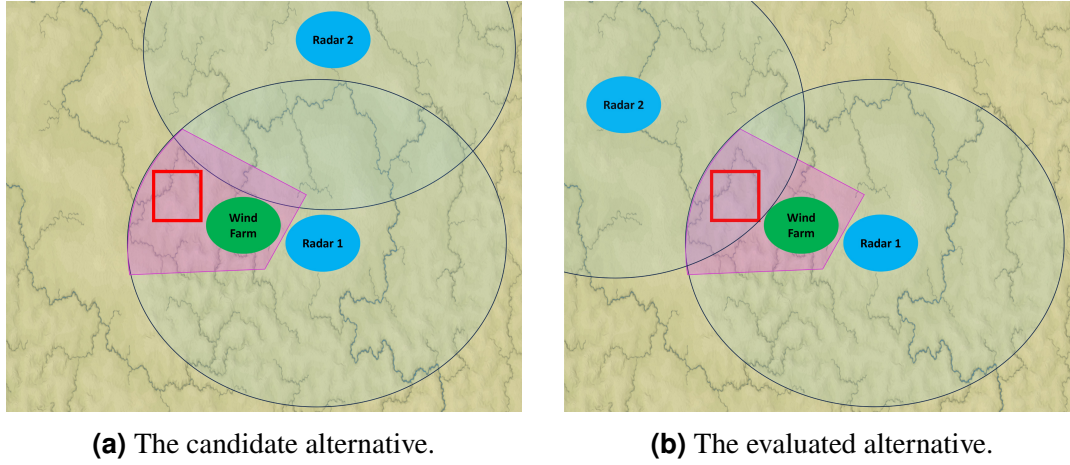 Radar 2
Wind
Farm
Radar 1
(a) The candidate alternative.
Radar 2
Wind
Farm
Radar 1
(b) The evaluated alternative.